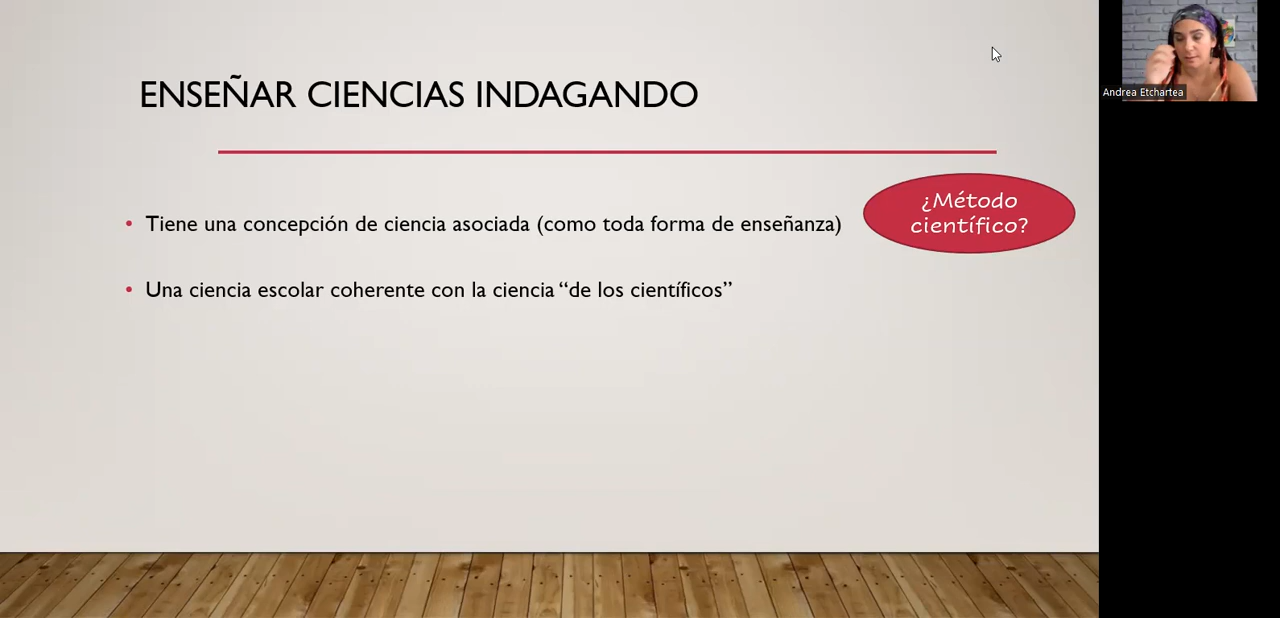 ENSEÑAR CIENCIAS INDAGANDO
• Tiene una concepción de ciencia asociada (como toda forma de enseñanza)
¿Método
científico?
• Una ciencia escolar coherente con la ciencia “de los científicos”
Andrea Etchartea